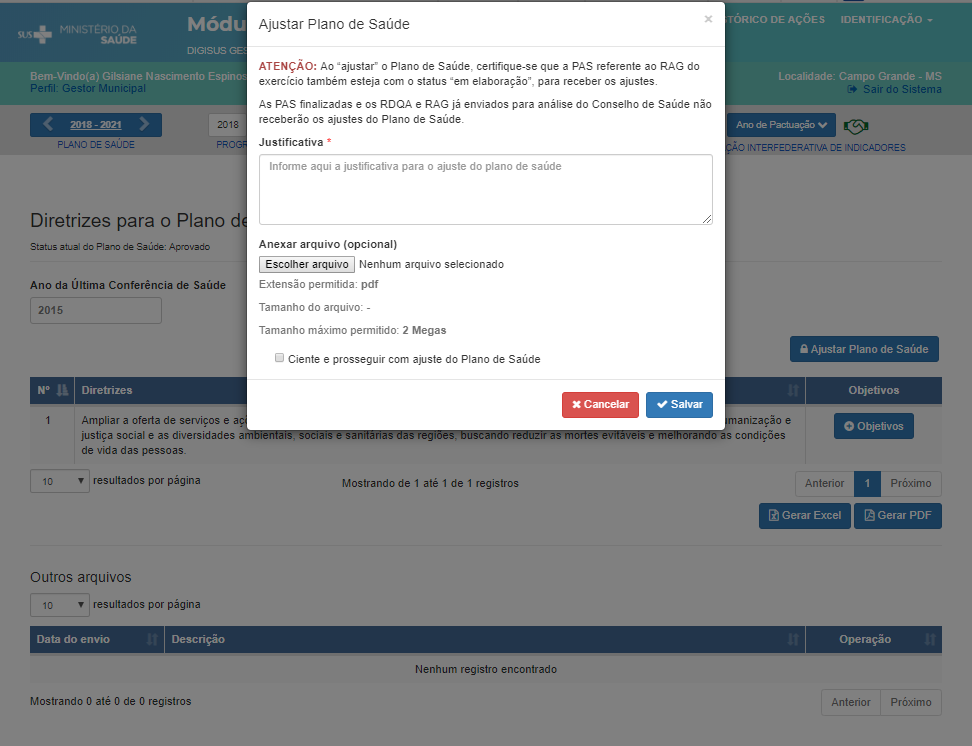 SUS
MINISTÉRIO DA
SAÚDE
Módu
DIGISUS GES
TÓRICO DE AÇÕES
IDENTIFICAÇÃO
Bem-Vindo(a) Gilsiane Nascimento Espinos
Perfil: Gestor Municipal
Localidade: Campo Grande - MS
Sair do Sistema
2018 - 2021
PLANO DE SAÚDE
2018
PROGR
Ano de Pactuação
ÇÃO INTERFEDERATIVA DE INDICADORES
Ajustar Plano de Saúde
×
ATENÇÃO: Ao “ajustar” o Plano de Saúde, certifique-se que a PAS referente ao RAG do
exercício também esteja com o status “em elaboração”, para receber os ajustes.
As PAS finalizadas e os RDQA e RAG já enviados para análise do Conselho de Saúde não
receberão os ajustes do Plano de Saúde.
Justificativa *
Informe aqui a justificativa para o ajuste do plano de saúde
Anexar arquivo (opcional)
Escolher arquivo Nenhum arquivo selecionado
Extensão permitida: pdf
Tamanho do arquivo: -
Tamanho máximo permitido: 2 Megas
Ciente e prosseguir com ajuste do Plano de Saúde
Cancelar
Salvar
Diretrizes para o Plano de
Status atual do Plano de Saúde: Aprovado
Ano da Última Conferência de Saúde
2015
Ajustar Plano de Saúde
Nº Diretrizes Objetivos
1 Ampliar a oferta de serviços e açõ umanização e
justiça social e as diversidades ambientais, sociais e sanitárias das regiões, buscando reduzir as mortes evitáveis e melhorando as condições
de vida das pessoas.
Objetivos
10 resultados por página
Mostrando de 1 até 1 de 1 registros
Anterior 1 Próximo
Gerar Excel Gerar PDF
Outros arquivos
10 resultados por página
Data do envio Descrição Operação
Nenhum registro encontrado
Mostrando 0 até 0 de 0 registros
Anterior Próximo